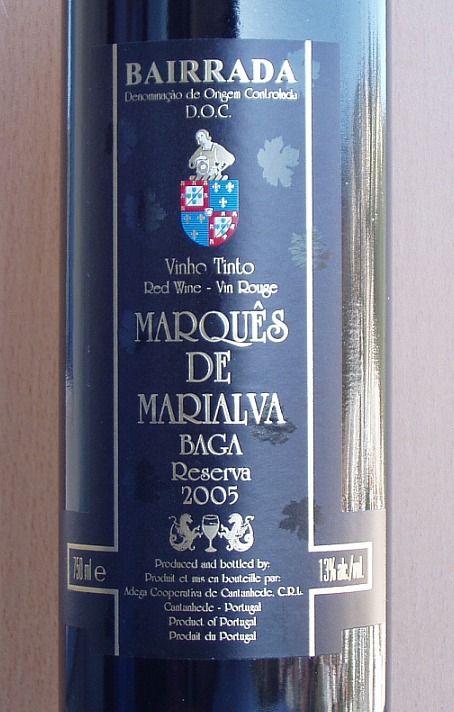 BAIRRADA
Denominação de Origem Controlada
D.O.C.
Vinho Tinto
Red Wine - Vin Rouge
MARQUÊS
DE
MARIALVA
BAGA
Reserva
2005
750 ml e
Produced and bottled by:
Produit et mis en bouteille par:
Adega Cooperativa de Cantanhede, C.R.L.
Cantanhede - Portugal
Product of Portugal
Produit du Portugal
13% alc./vol.